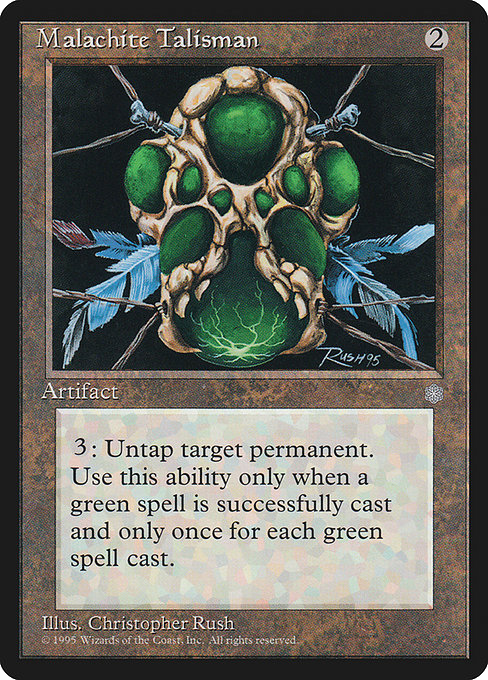 Malachite Talisman 2
RUSH 95
Artifact
3: Untap target permanent.
Use this ability only when a
green spell is successfully cast
and only once for each green
spell cast.
Illus. Christopher Rush
© 1995 Wizards of the Coast, Inc. All rights reserved.